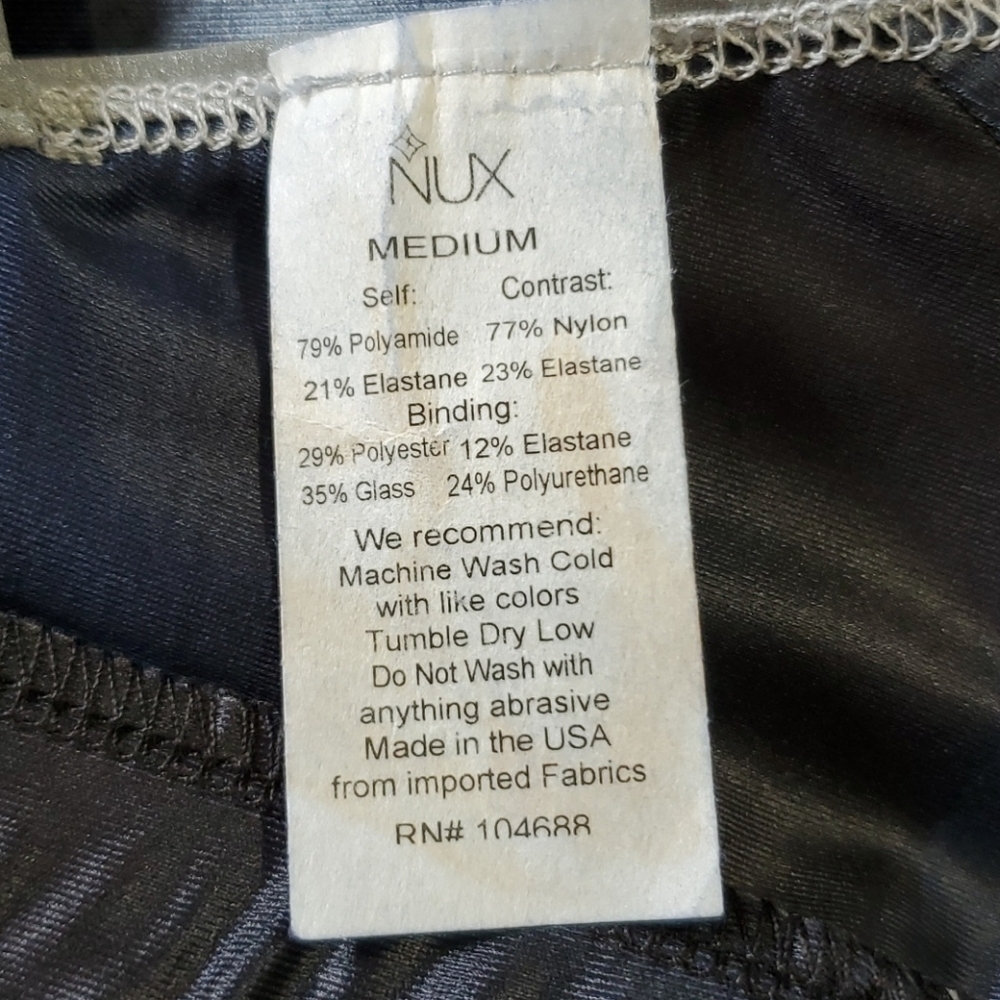 NUX
MEDIUM
Self: Contrast:
79% Polyamide 77% Nylon
21% Elastane 23% Elastane
Binding:
29% Polyester 12% Elastane
35% Glass 24% Polyurethane
We recommend:
Machine Wash Cold
with like colors
Tumble Dry Low
Do Not Wash with
anything abrasive
Made in the USA
from imported Fabrics
RN# 104688